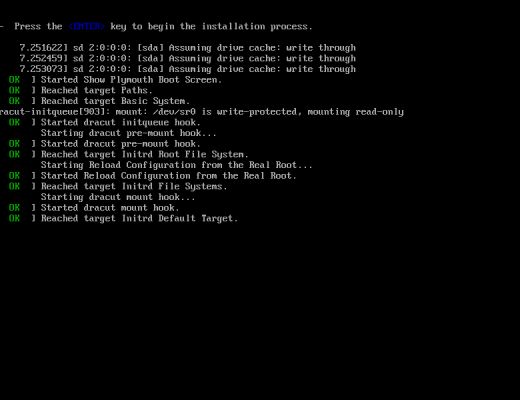 - Press the <ENTER> key to begin the installation process.
7.251622] sd 2:0:0:0: [sda] Assuming drive cache: write through
7.252459] sd 2:0:0:0: [sda] Assuming drive cache: write through
7.253073] sd 2:0:0:0: [sda] Assuming drive cache: write through
OK ] Started Show Plymouth Boot Screen.
OK ] Reached target Paths.
OK ] Reached target Basic System.
racut-initqueue[903]: mount: /dev/sr0 is write-protected, mounting read-only
OK ] Started dracut initqueue hook.
Starting dracut pre-mount hook...
OK ] Started dracut pre-mount hook.
OK ] Reached target Initrd Root File System.
Starting Reload Configuration from the Real Root...
OK ] Started Reload Configuration from the Real Root.
OK ] Reached target Initrd File Systems.
Starting dracut mount hook...
OK ] Started dracut mount hook.
OK ] Reached target Initrd Default Target.